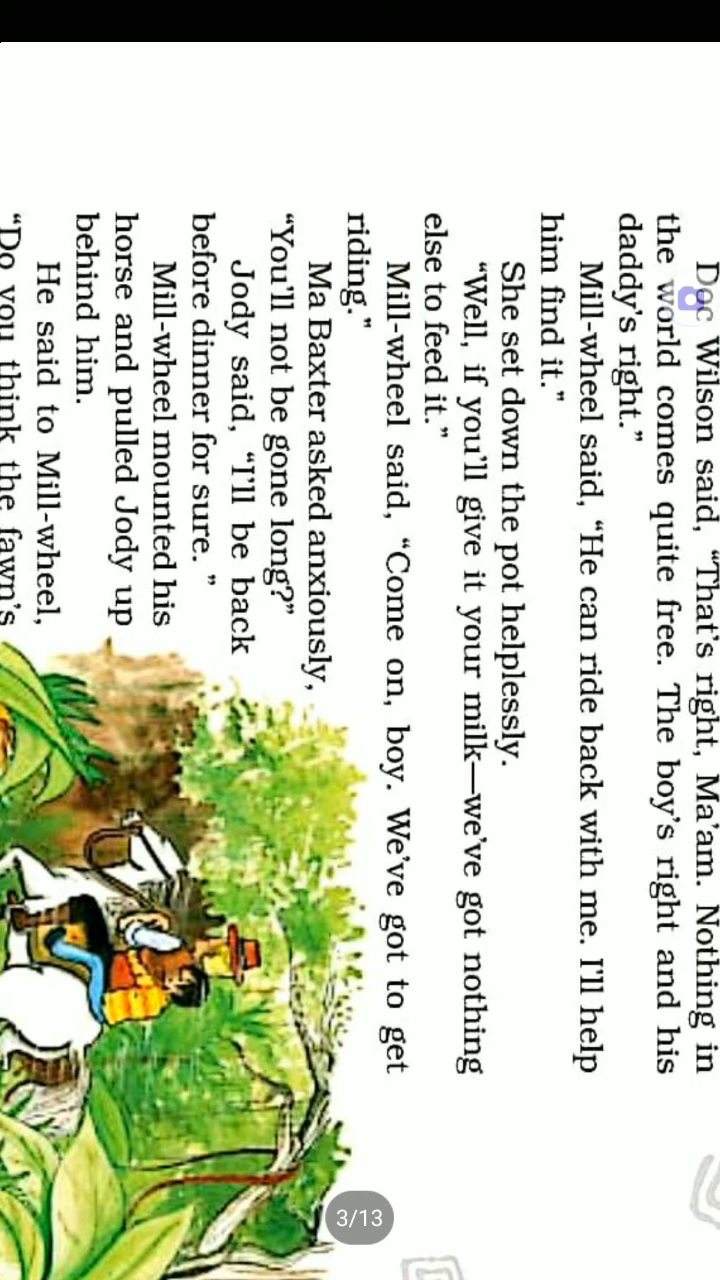 Doc Wilson said, “That’s right, Ma’am. Nothing in
the world comes quite free. The boy’s right and his
daddy’s right.”
Mill-wheel said, “He can ride back with me. I’ll help
him find it.”
She set down the pot helplessly.
“Well, if you’ll give it your milk—we’ve got nothing
else to feed it.”
Mill-wheel said, “Come on, boy. We’ve got to get
riding.”
Ma Baxter asked anxiously,
“You’ll not be gone long?”
Jody said, “I’ll be back
before dinner for sure. ”
Mill-wheel mounted his
horse and pulled Jody up
behind him.
He said to Mill-wheel,
“Do you think the fawn’s
3/13